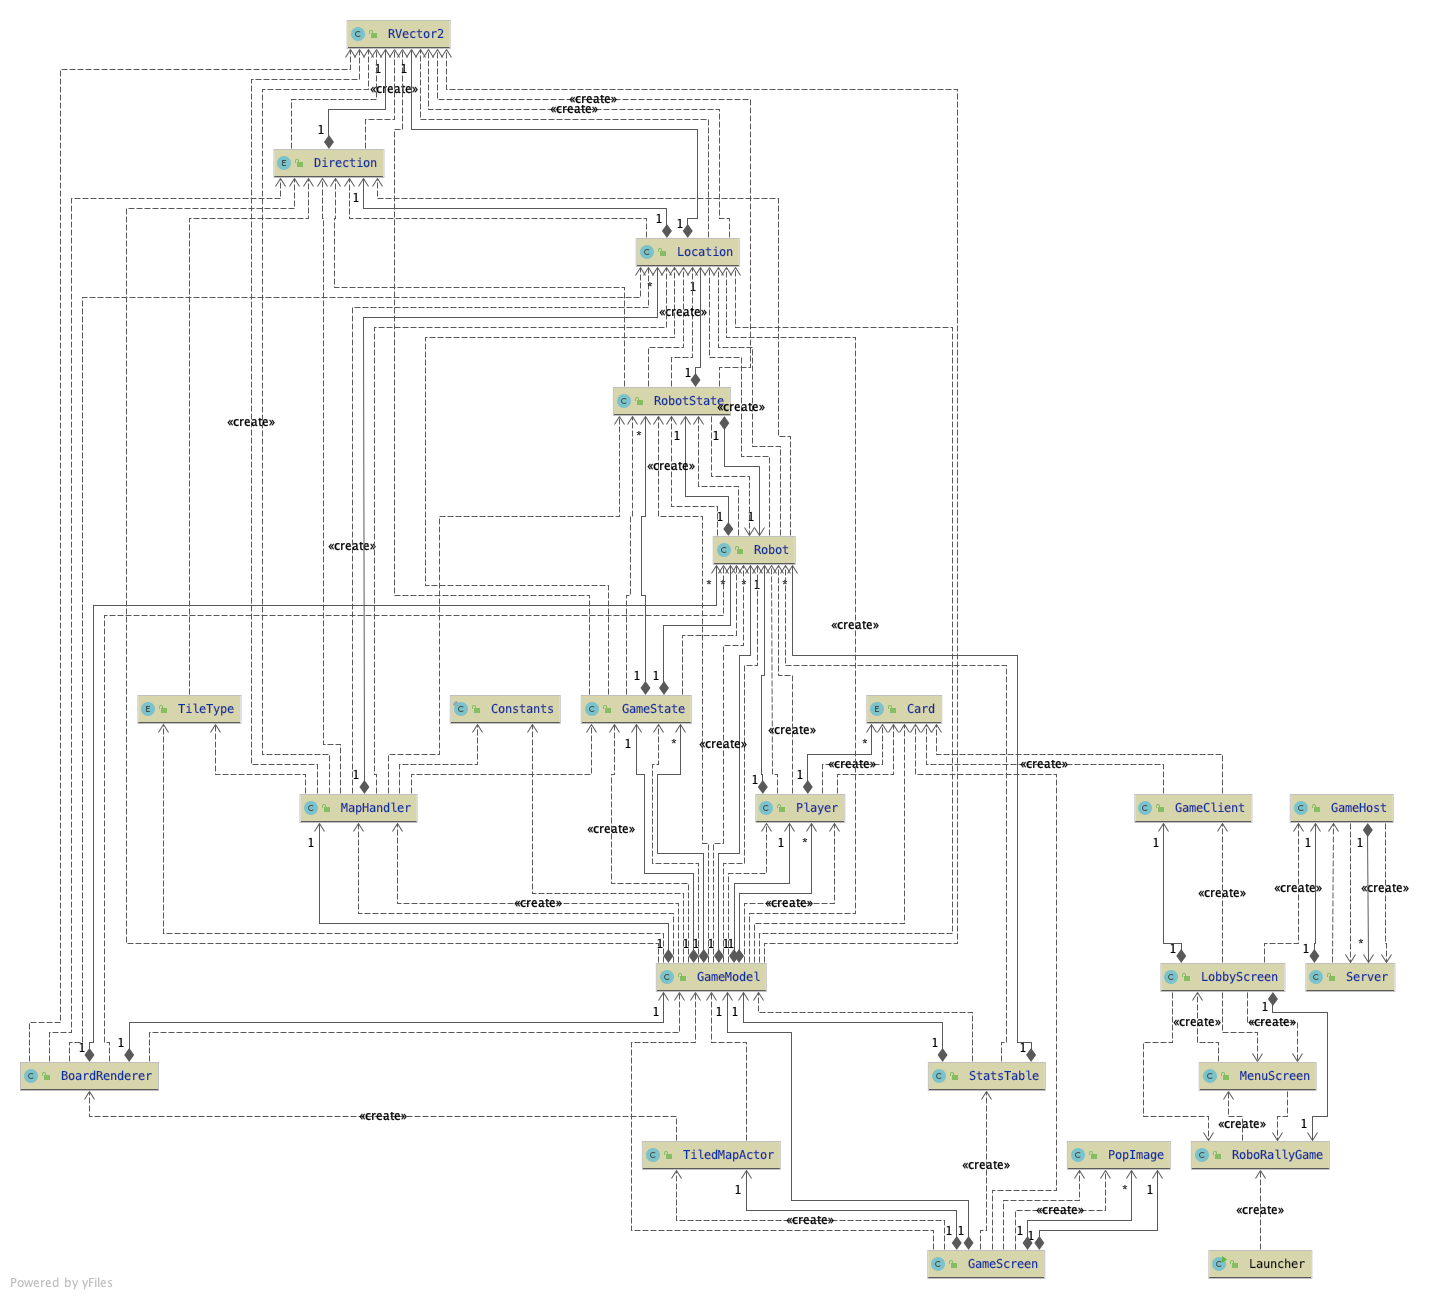 RVector2
1 1
«create»
«create»
«create»
1
Direction
1
1
1
Location
*
1
«create»
1
RobotState
«create»
«create»
*
1
1
«create»
1
1
«create»
Robot
*
*
*
1
*
«create»
1
1
TileType
Constants
GameState
Card
1
*
«create»
«create»
*
«create»
«create»
1
1
1
MapHandler
Player
GameClient
GameHost
1
«create»
1
*
1
1
1
«create»
«create»
«create»
«create»
«create»
1
1
1
1
1
1
*
1
1
GameModel
LobbyScreen
Server
1
1
1
1
«create»
«create»
1
1
1
1
BoardRenderer
StatsTable
MenuScreen
«create»
«create»
1
TiledMapActor
PopImage
RoboRallyGame
«create»
1
*
1
«create»
«create»
«create»
1
1
1
1
GameScreen
Launcher
Powered by yFiles